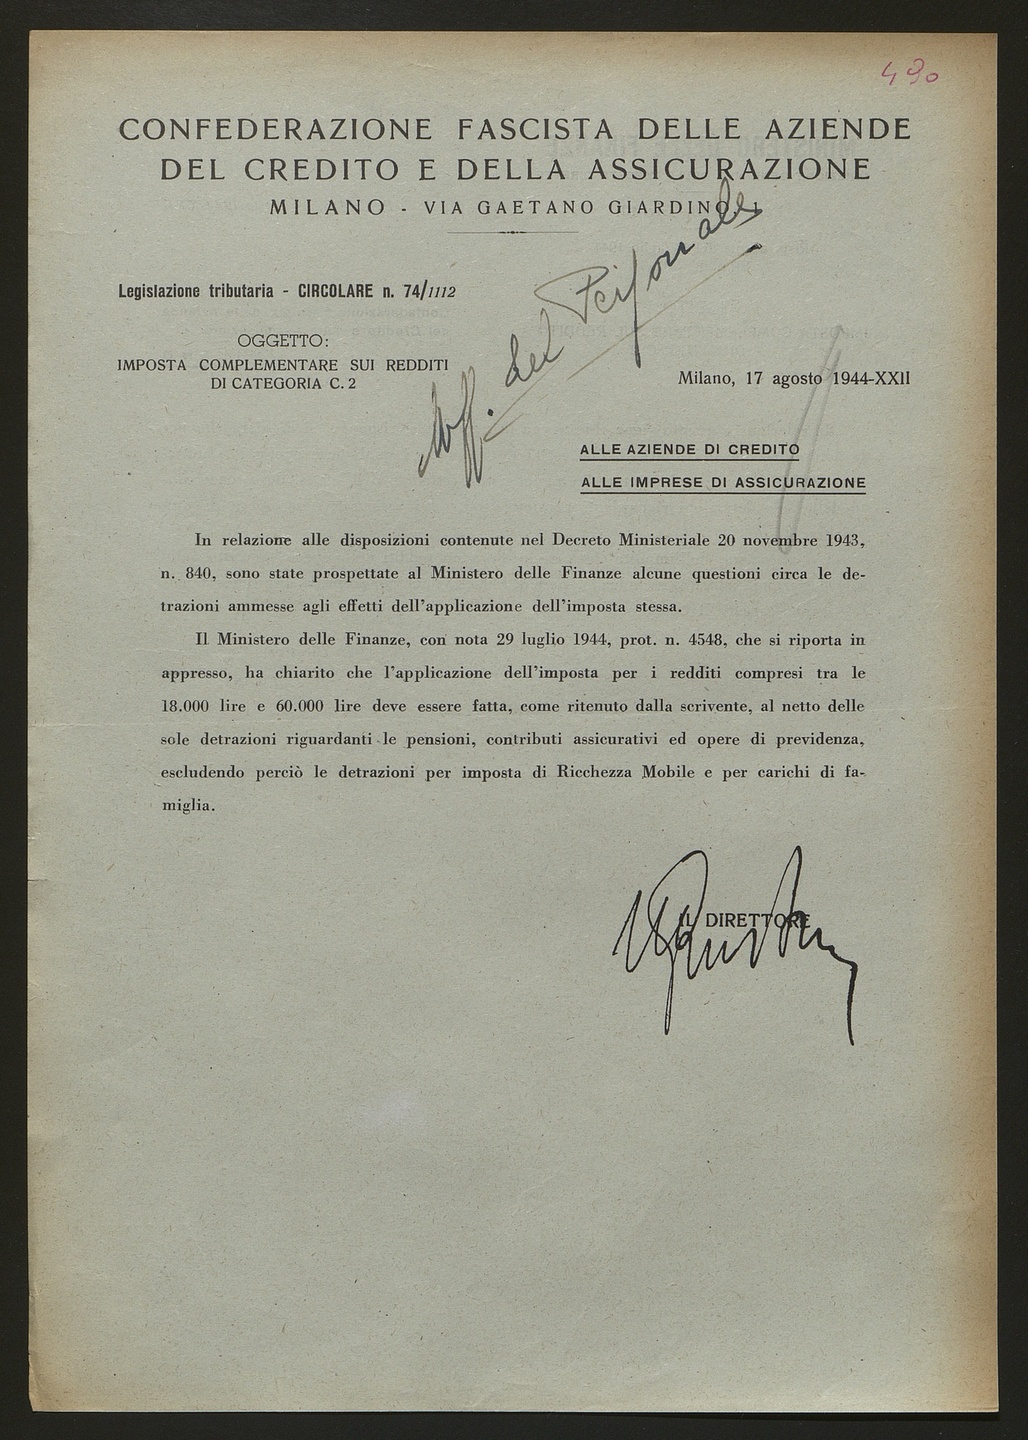 490
CONFEDERAZIONE FASCISTA DELLE AZIENDE
DEL CREDITO E DELLA ASSICURAZIONE
MILANO - VIA GAETANO GIARDINO, 1
Uff. del Personale
Legislazione tributaria - CIRCOLARE n. 74/1112
OGGETTO:
IMPOSTA COMPLEMENTARE SUI REDDITI
DI CATEGORIA C. 2
Milano, 17 agosto 1944-XXII
ALLE AZIENDE DI CREDITO
ALLE IMPRESE DI ASSICURAZIONE
In relazione alle disposizioni contenute nel Decreto Ministeriale 20 novembre 1943,
n. 840, sono state prospettate al Ministero delle Finanze alcune questioni circa le de-
trazioni ammesse agli effetti dell'applicazione dell'imposta stessa.
Il Ministero delle Finanze, con nota 29 luglio 1944, prot. n. 4548, che si riporta in
appresso, ha chiarito che l'applicazione dell'imposta per i redditi compresi tra le
18.000 lire e 60.000 lire deve essere fatta, come ritenuto dalla scrivente, al netto delle
sole detrazioni riguardanti le pensioni, contributi assicurativi ed opere di previdenza,
escludendo perciò le detrazioni per imposta di Ricchezza Mobile e per carichi di fa-
miglia.
IL DIRETTORE